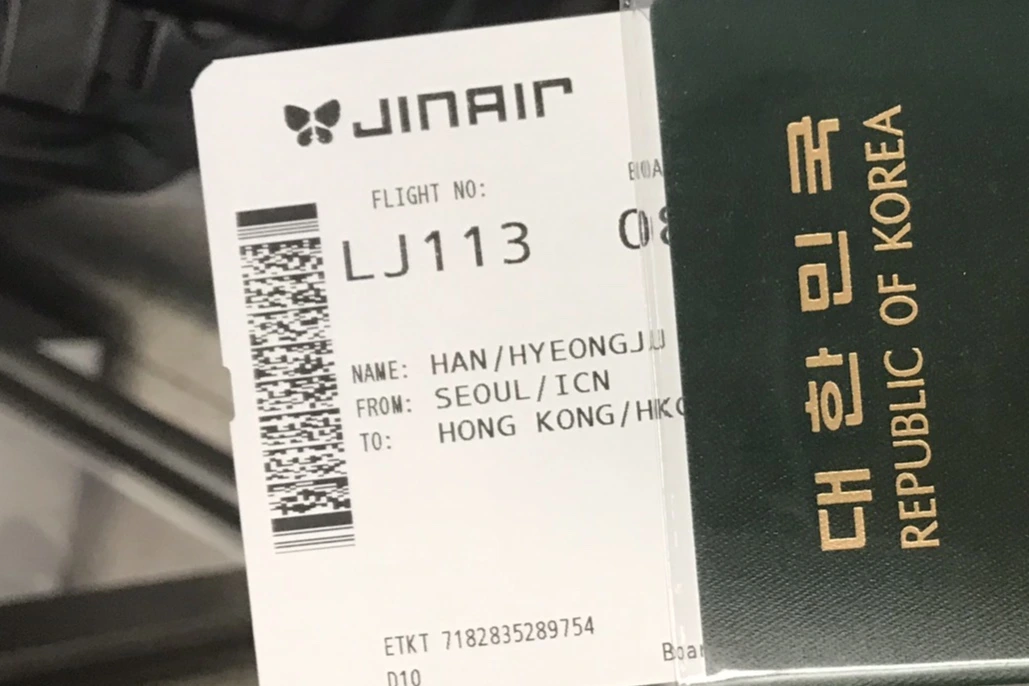 JINAIR
FLIGHT NO:
LJ113
NAME: HAN/HYEONGJU
FROM: SEOUL/ICN
TO: HONG KONG/HKG
ETKT 7182835289754
D10
대한민국
REPUBLIC OF KOREA